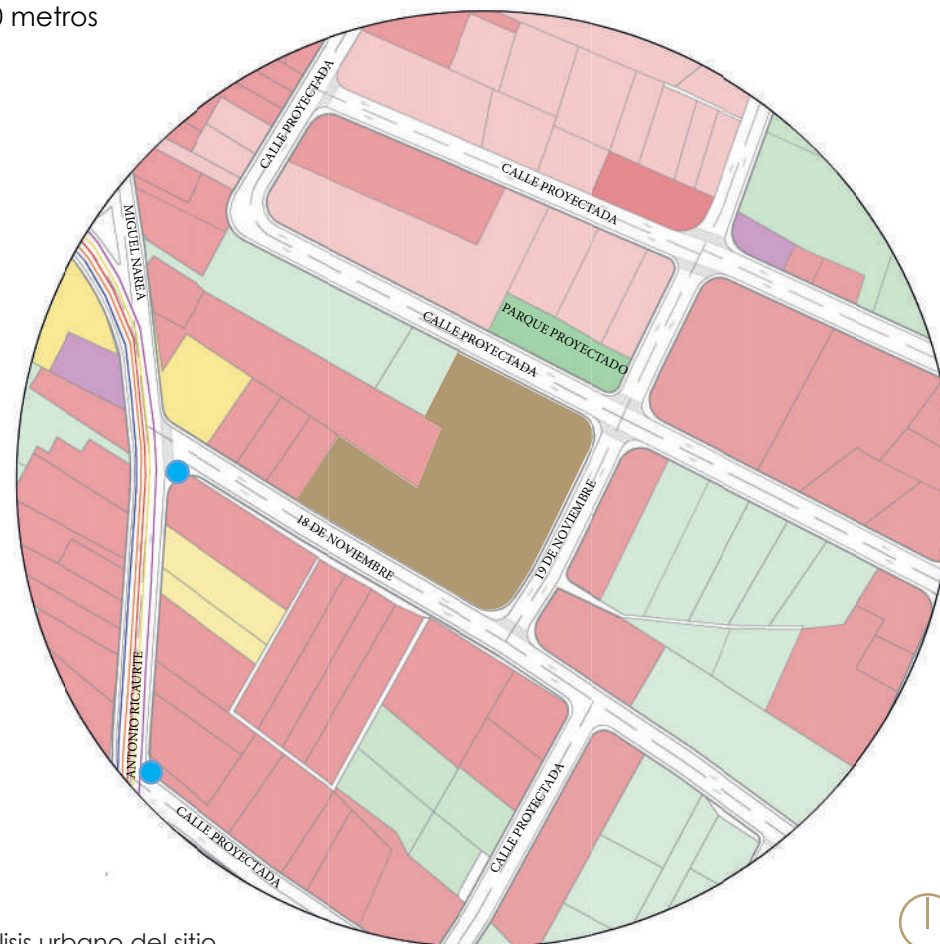 metros
CALLE PROYECTADA
CALLE PROYECTADA
MIGUEL NAREA
CALLE PROYECTADA
PARQUE PROYECTADO
19 DE NOVIEMBRE
18 DE NOVIEMBRE
ANTONIO RICAURTE
CALLE PROYECTADA
CALLE PROYECTADA
urbano del sitio